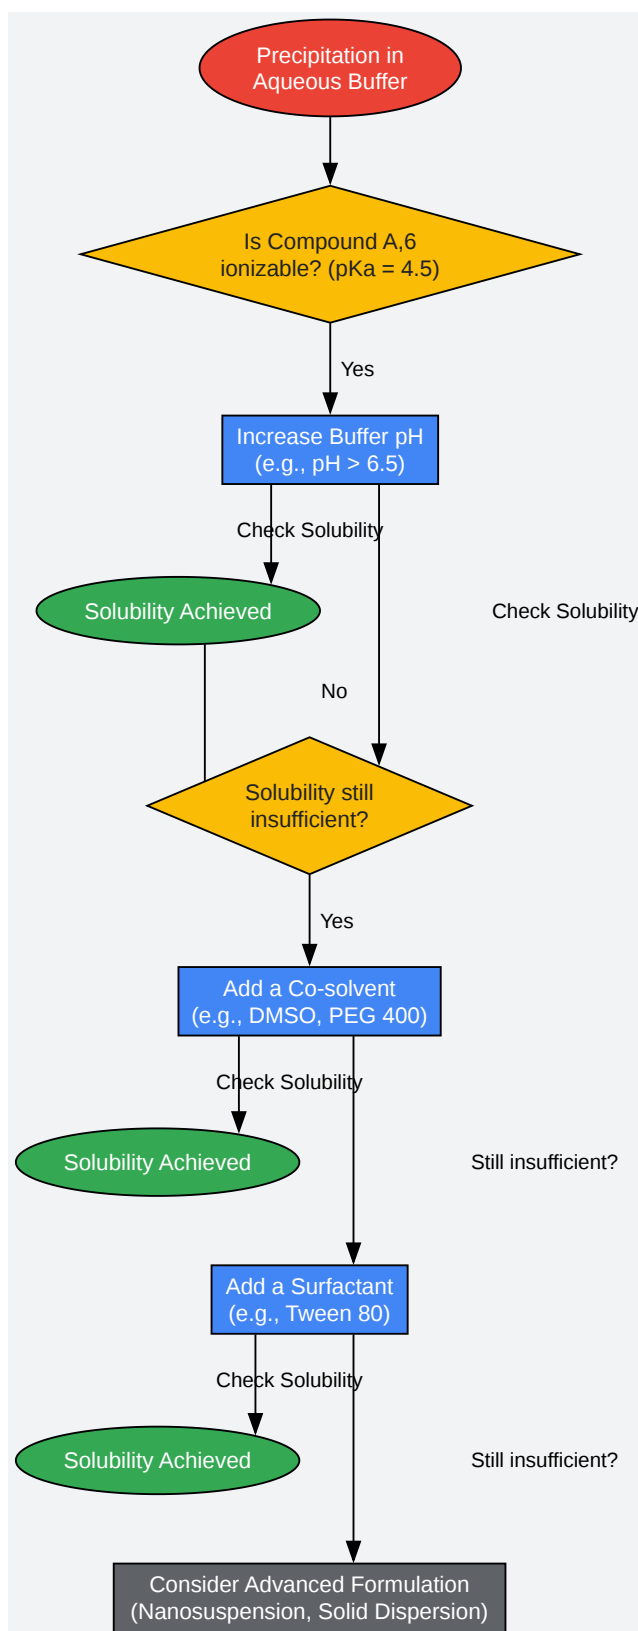 Precipitation in
Aqueous Buffer
Is Compound A,6
ionizable? (pKa = 4.5)
Yes
Increase Buffer pH
(e.g., pH > 6.5)
Check Solubility
Solubility Achieved
Check Solubility
No
Solubility still
insufficient?
Yes
Add a Co-solvent
(e.g., DMSO, PEG 400)
Check Solubility
Solubility Achieved
Still insufficient?
Add a Surfactant
(e.g., Tween 80)
Check Solubility
Solubility Achieved
Still insufficient?
Consider Advanced Formulation
(Nanosuspension, Solid Dispersion)